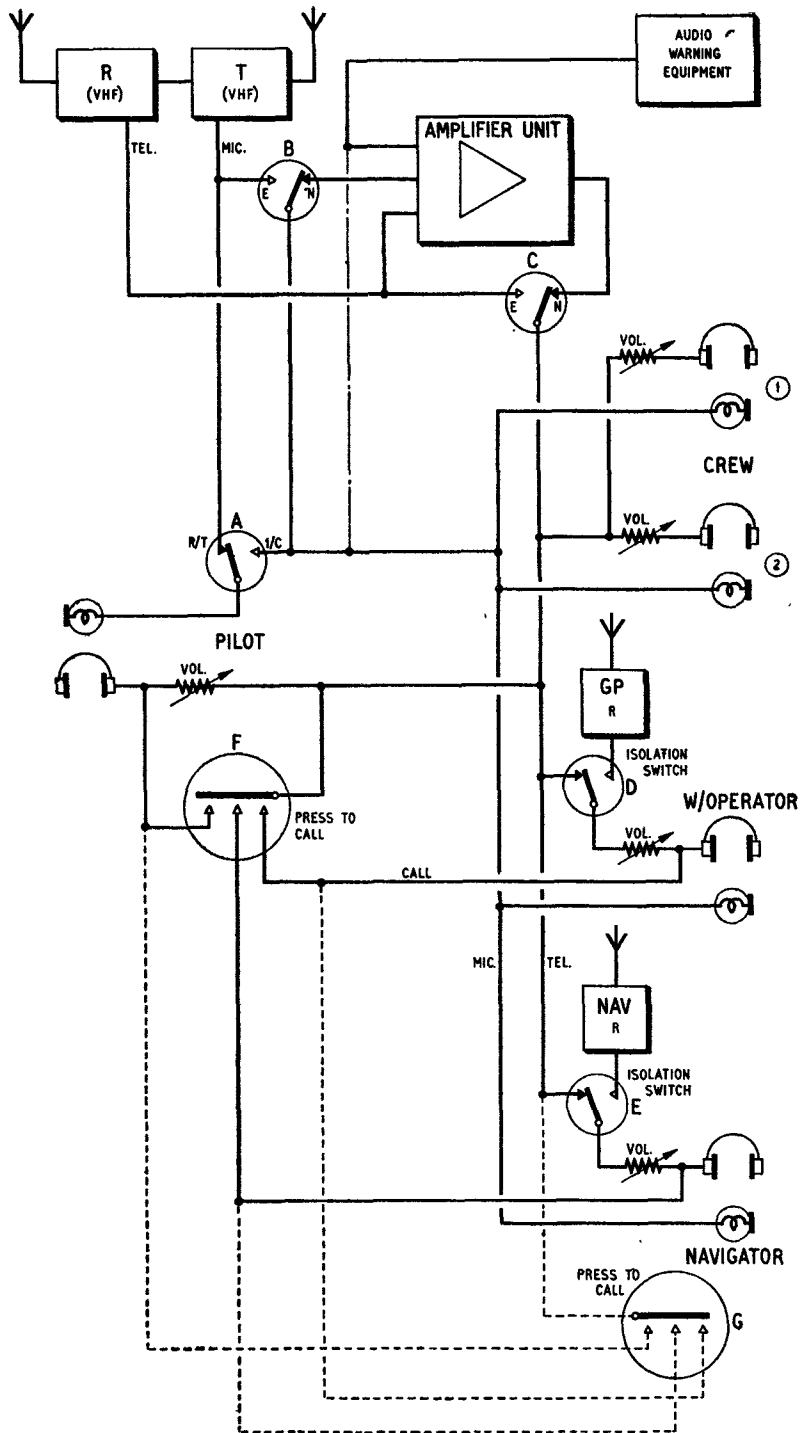 R
(VHF)
T
(VHF)
AUDIO
WARNING
EQUIPMENT
AMPLIFIER UNIT
TEL.
MIC.
B
E
N
C
E
N
VOL.
1
CREW
VOL.
2
A
R/T
I/C
PILOT
VOL.
GP
R
F
ISOLATION
SWITCH
D
W/OPERATOR
PRESS TO
CALL
VOL.
CALL
MIC.
TEL.
NAV
R
ISOLATION
SWITCH
E
VOL.
NAVIGATOR
PRESS TO
CALL
G